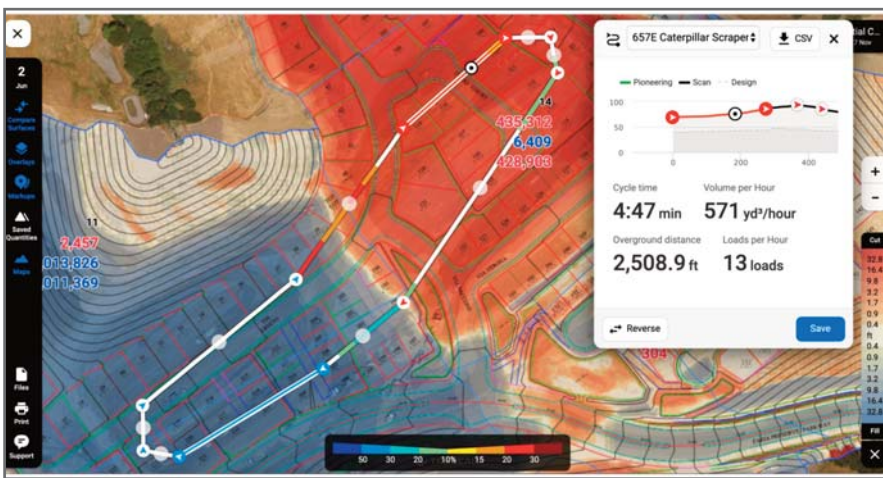 2
Jun
Compare
Surfaces
Overlays
Markups
Saved
Quantities
Maps
Files
Print
Support
11
2,457
,013,826
,011,369
14
435,312
6,409
428,903
304
50 30 20 10% 15 20 30
657E Caterpillar Scraper
CSV
Pioneering Scan Design
100
50
0
0 200 400
Cycle time Volume per Hour
4:47 min 571 yd³/hour
Overground distance Loads per Hour
2,508.9 ft 13 loads
Reverse Save
tial C...
7 Nov
+
−
Cut
32.8
16.4
9.8
3.2
1.7
0.9
0.4
ft
0.4
0.9
1.7
3.2
9.8
16.4
32.8
Fill